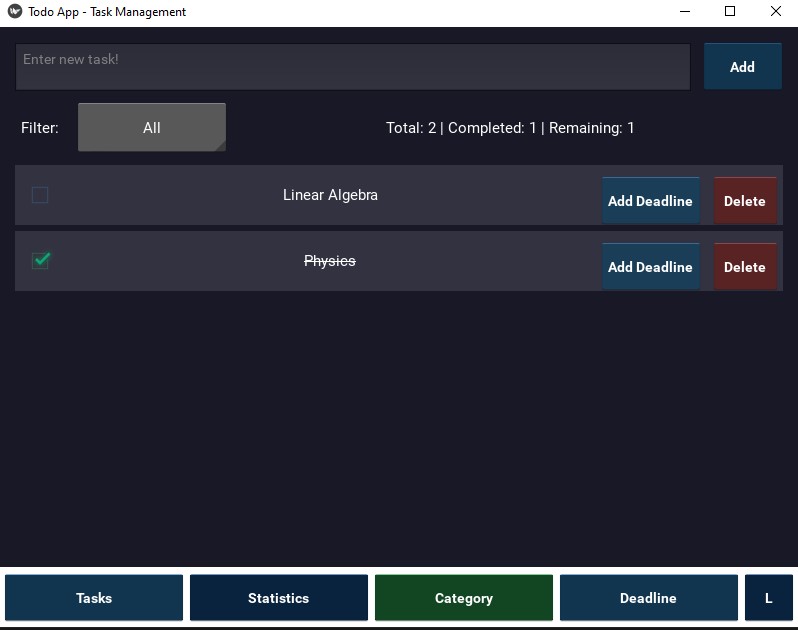 Todo App - Task Management
Enter new task!
Add
Filter:
All
Total: 2 | Completed: 1 | Remaining: 1
Linear Algebra
Add Deadline
Delete
Physics
Add Deadline
Delete
Tasks
Statistics
Category
Deadline
L